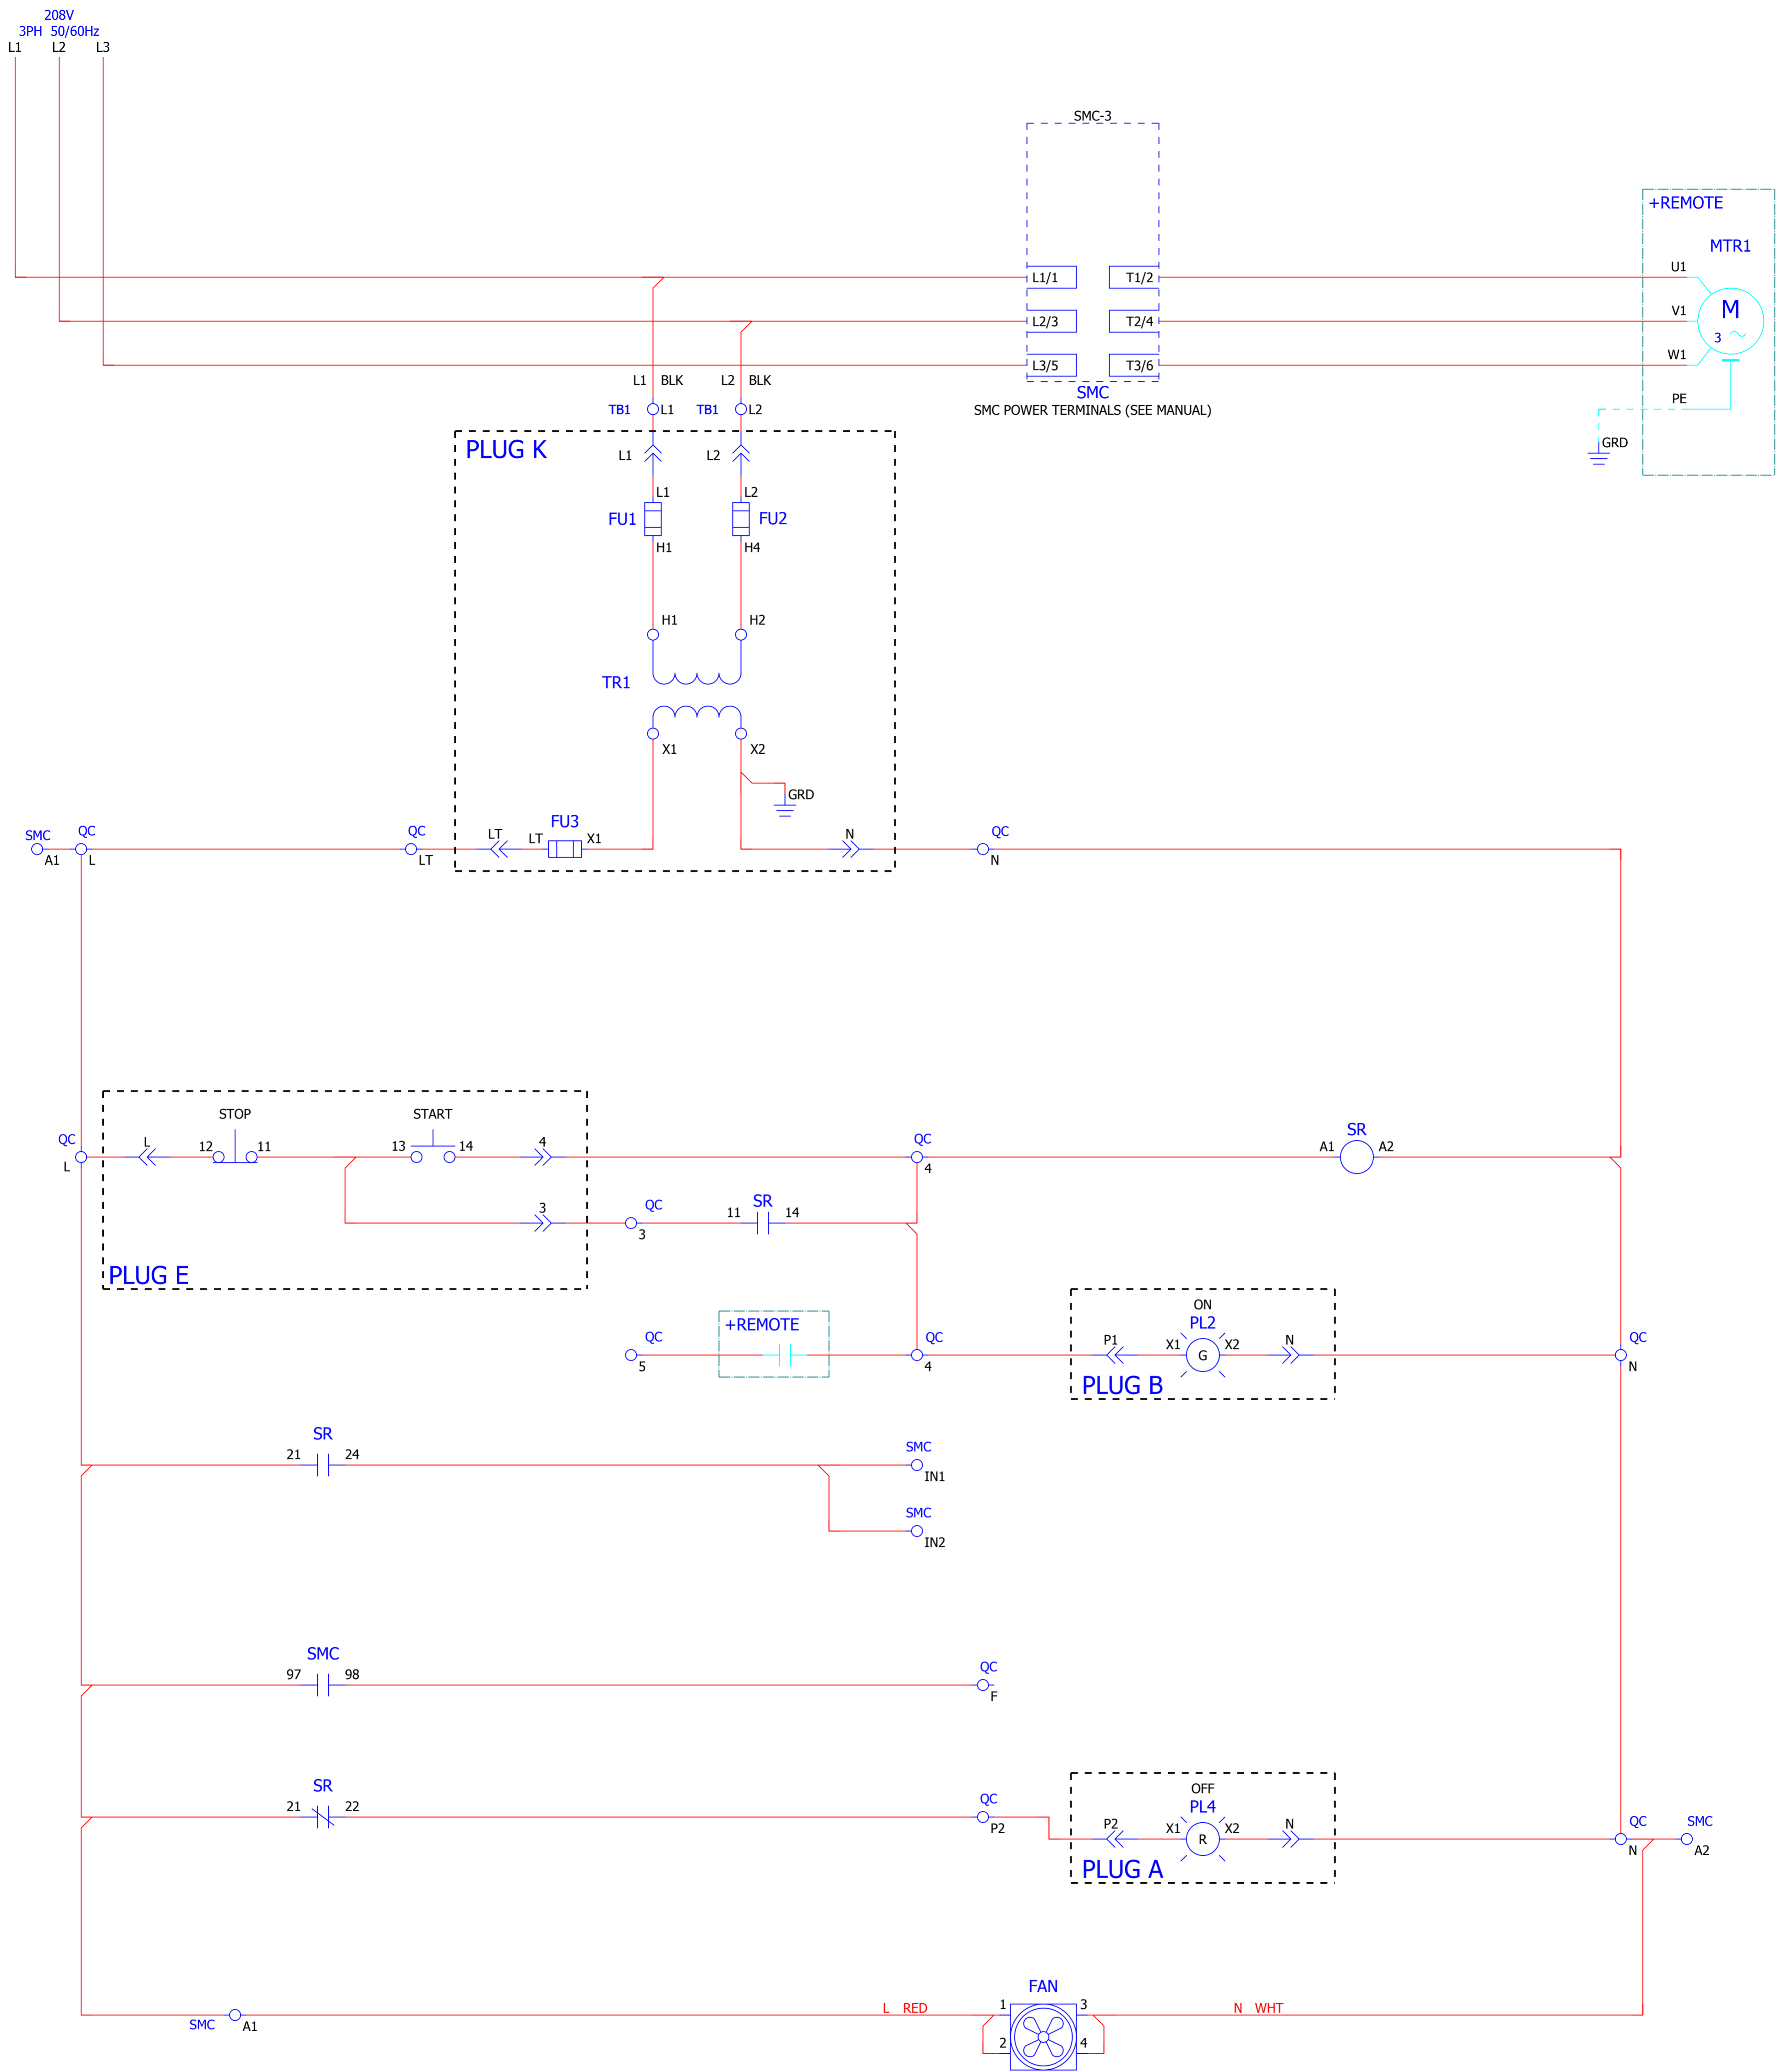 208V
3PH 50/60Hz
L1 L2 L3
SMC-3
+REMOTE
MTR1
L1/1 T1/2 U1
L2/3 T2/4 V1
M
3
L3/5 T3/6 W1
L1 BLK L2 BLK
SMC
PE
TB1 L1 TB1 L2
SMC POWER TERMINALS (SEE MANUAL)
GRD
PLUG K
L1 L2
L1 L2
FU1 FU2
H1 H4
H1 H2
TR1
X1 X2
GRD
SMC QC QC FU3 QC
LT LT X1 N
A1 L LT N
STOP START
QC L 12 11 13 14 4 QC SR
A1 A2
L 4
3 QC 11 SR 14
3
PLUG E
+REMOTE
QC QC
5 4
ON
PL2
P1 X1 G X2 N QC
N
PLUG B
SR
21 24 SMC
IN1
SMC
IN2
SMC
97 98 QC
F
SR
21 22 QC
P2
OFF
PL4
P2 X1 R X2 N QC SMC
N A2
PLUG A
FAN
L RED 1 3 N WHT
SMC A1
2 4